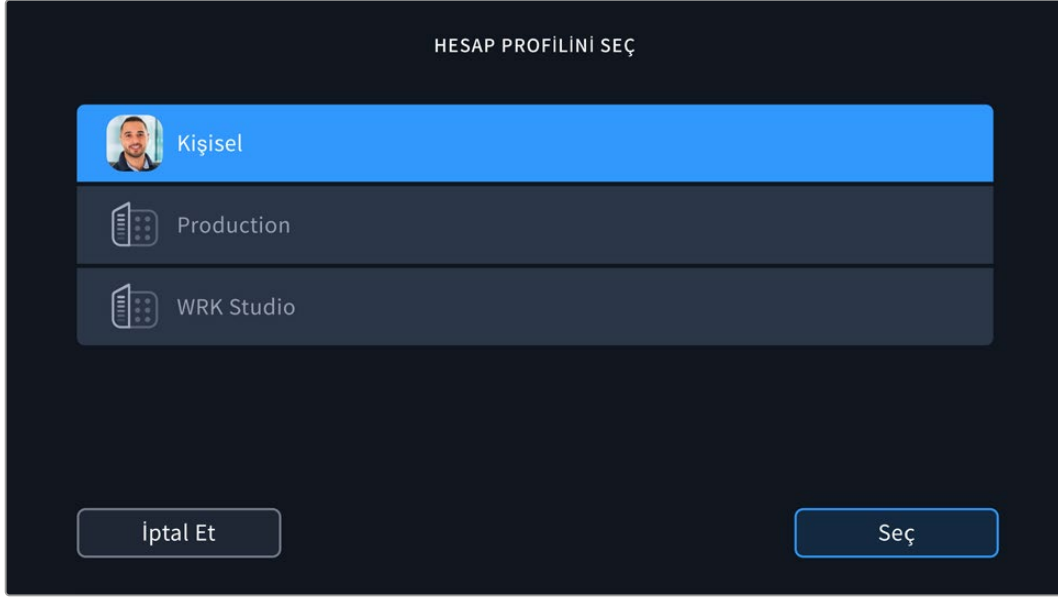 HESAP PROFİLİNİ SEÇ
Kişisel
Production
WRK Studio
İptal Et
Seç